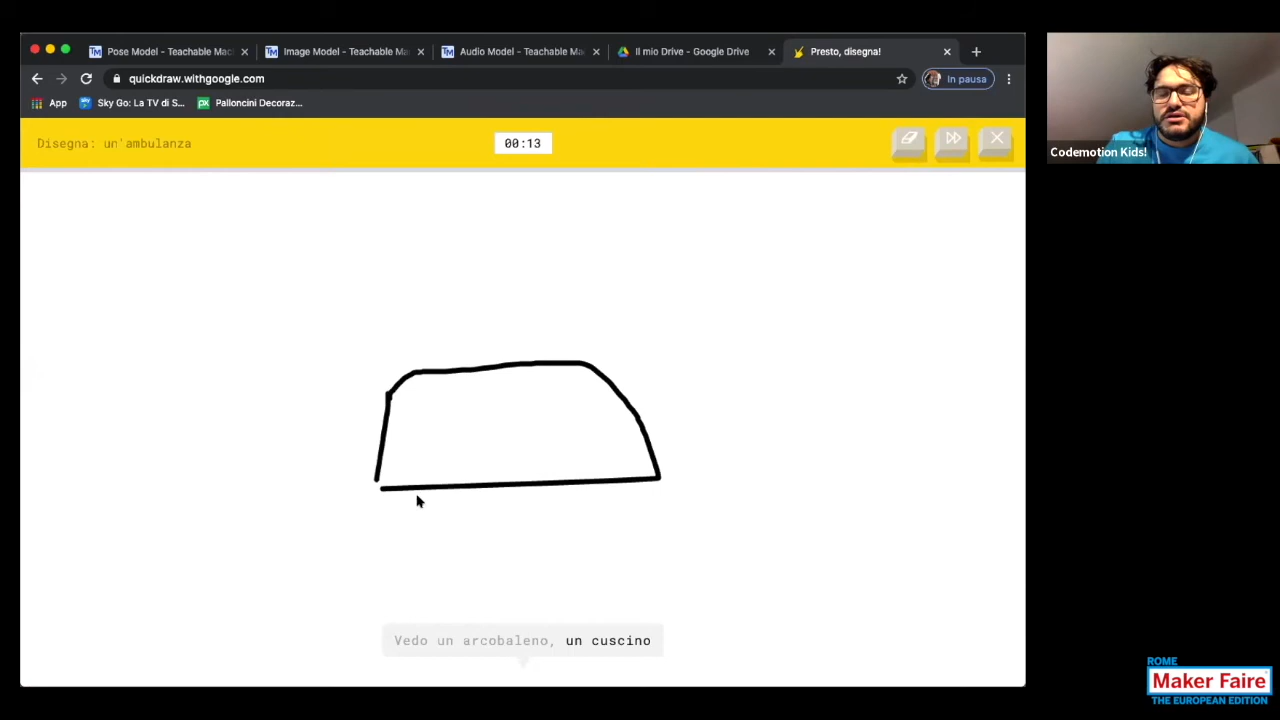 Pose Model - Teachable Mac
Image Model - Teachable Ma
Audio Model - Teachable Ma
Il mio Drive - Google Drive
Presto, disegna!
quickdraw.withgoogle.com
In pausa
App
Sky Go: La TV di S...
px
Palloncini Decoraz...
Disegna: un'ambulanza
00:13
Codemotion Kids!
Vedo un arcobaleno, un cuscino
ROME
Maker Faire
THE EUROPEAN EDITION